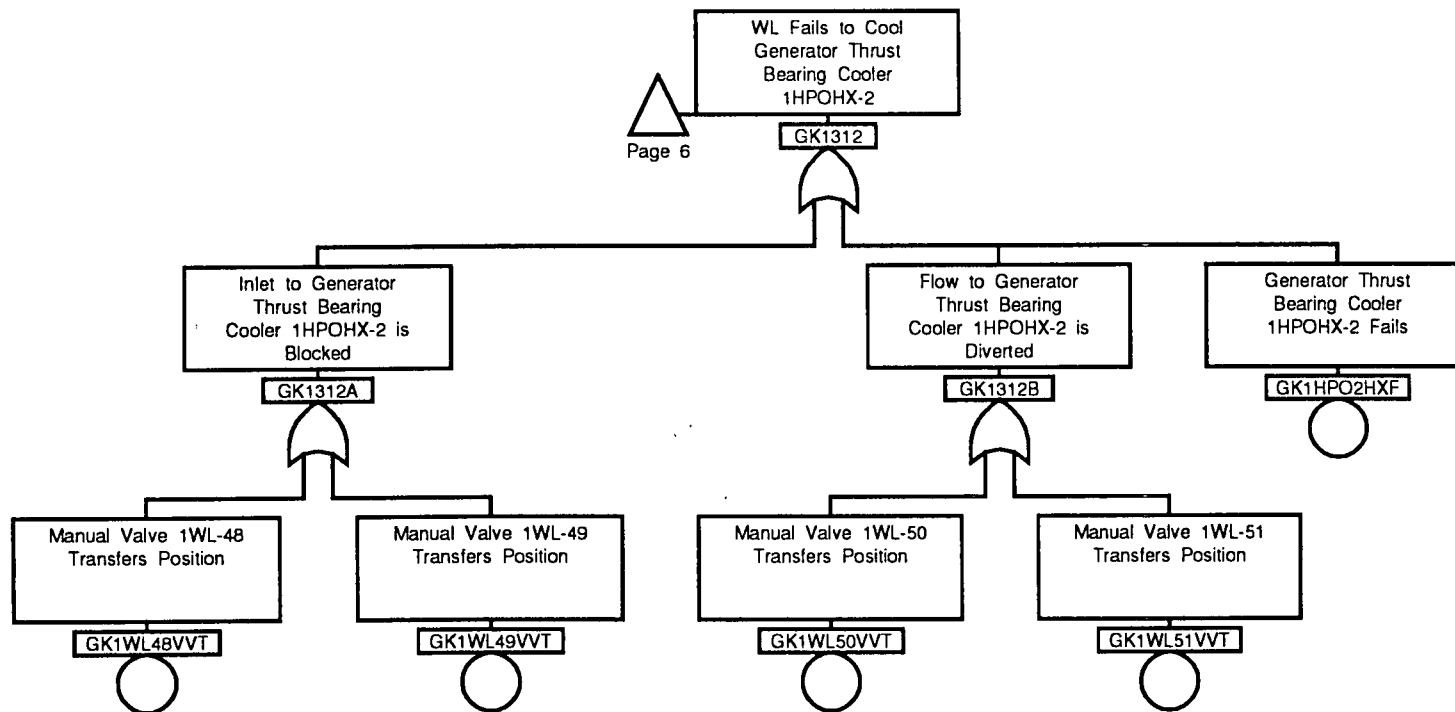 WL Fails to Cool
Generator Thrust
Bearing Cooler
1HPOHX-2
Page 6
GK1312
Inlet to Generator
Thrust Bearing
Cooler 1HPOHX-2 is
Blocked
GK1312A
Flow to Generator
Thrust Bearing
Cooler 1HPOHX-2 is
Diverted
GK1312B
Generator Thrust
Bearing Cooler
1HPOHX-2 Fails
GK1HPO2HXF
Manual Valve 1WL-48
Transfers Position
GK1WL48VVT
Manual Valve 1WL-49
Transfers Position
GK1WL49VVT
Manual Valve 1WL-50
Transfers Position
GK1WL50VVT
Manual Valve 1WL-51
Transfers Position
GK1WL51VVT